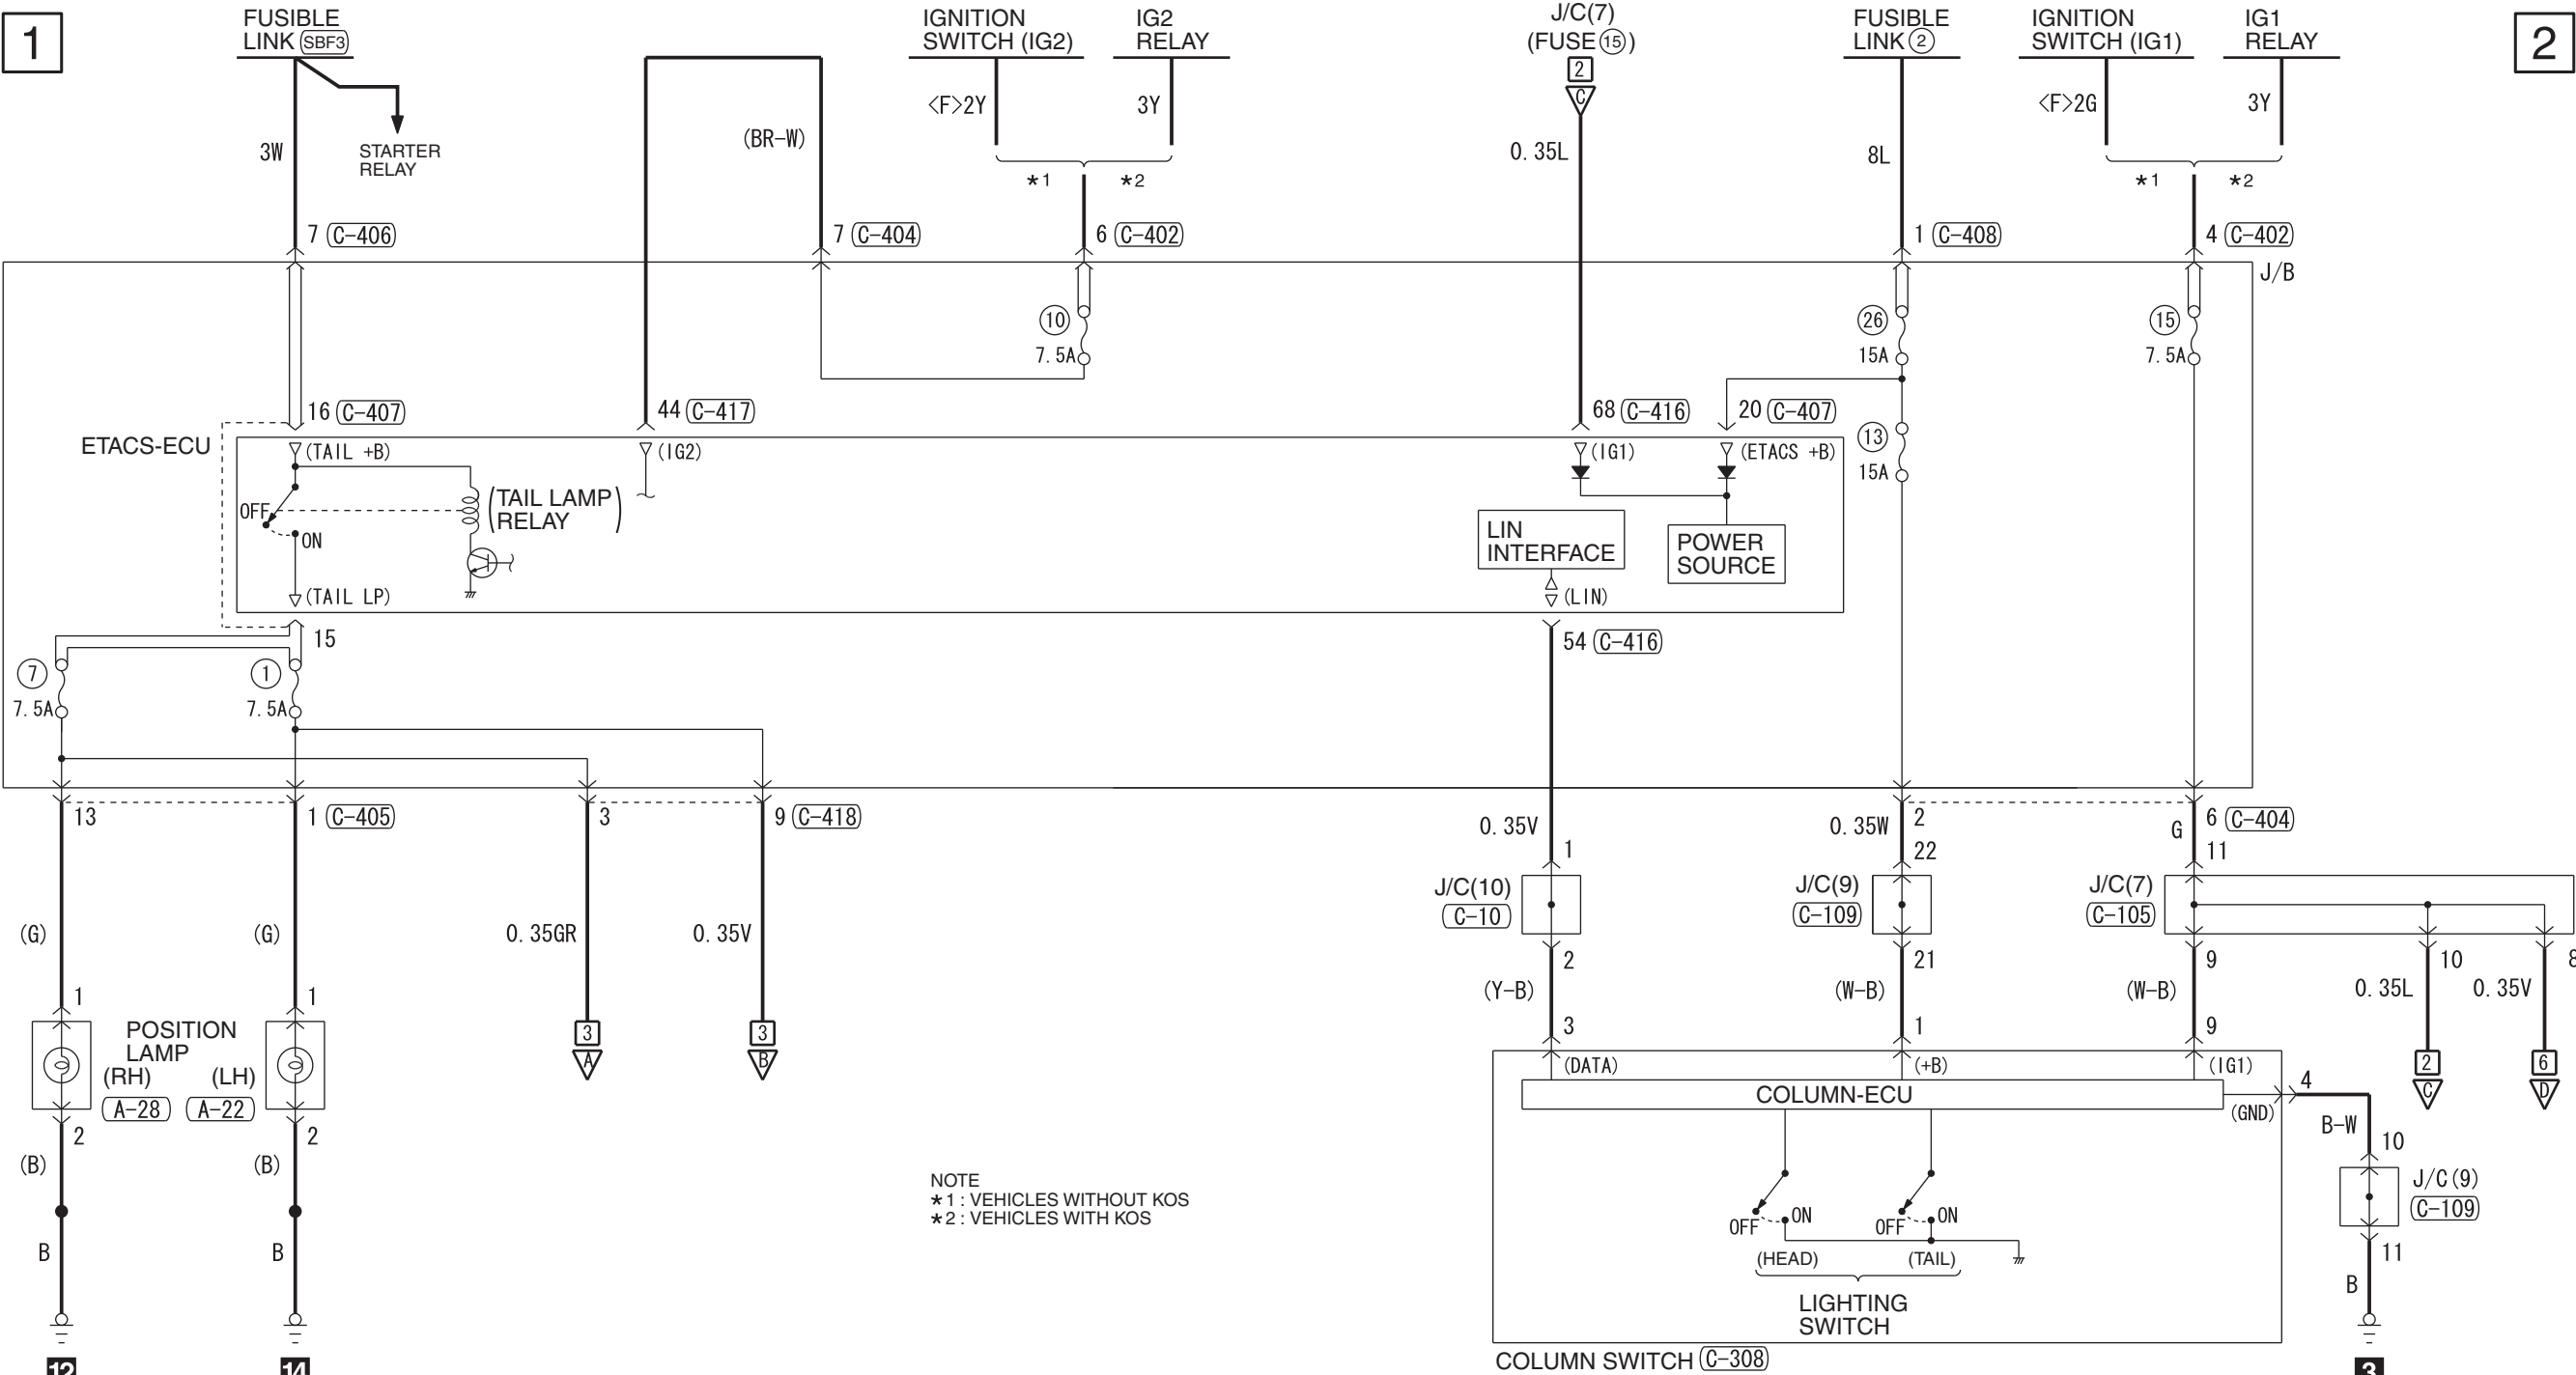 1
FUSIBLE
LINK SBF3
IGNITION
SWITCH (IG2)
IG2
RELAY
J/C(7)
(FUSE 15)
2
C
FUSIBLE
LINK 2
IGNITION
SWITCH (IG1)
IG1
RELAY
2
3W
STARTER
RELAY
(BR-W)
<F>2Y
3Y
*1
*2
0.35L
8L
<F>2G
3Y
*1
*2
7 C-406
7 C-404
6 C-402
1 C-408
4 C-402
J/B
10
7.5A
26
15A
15
7.5A
16 C-407
44 C-417
68 C-416
20 C-407
13
15A
ETACS-ECU
(TAIL +B)
(IG2)
(IG1)
(ETACS +B)
OFF
ON
(TAIL LAMP
RELAY)
LIN
INTERFACE
POWER
SOURCE
(TAIL LP)
(LIN)
15
54 C-416
7
7.5A
1
7.5A
13
1 C-405
3
9 C-418
0.35V
1
0.35W
2
22
G
6 C-404
11
J/C(10)
C-10
J/C(9)
C-109
J/C(7)
C-105
(G)
(G)
0.35GR
0.35V
2
21
9
10
8
(Y-B)
(W-B)
(W-B)
0.35L
0.35V
1
1
3
1
9
POSITION
LAMP
(RH)
(LH)
A-28
A-22
3
A
3
B
(DATA)
(+B)
(IG1)
2
C
6
D
COLUMN-ECU
(GND)
4
2
2
B-W
10
(B)
(B)
NOTE
*1 : VEHICLES WITHOUT KOS
*2 : VEHICLES WITH KOS
J/C(9)
C-109
OFF
ON
OFF
ON
(HEAD)
(TAIL)
11
B
B
B
LIGHTING
SWITCH
COLUMN SWITCH C-308
12
14
3